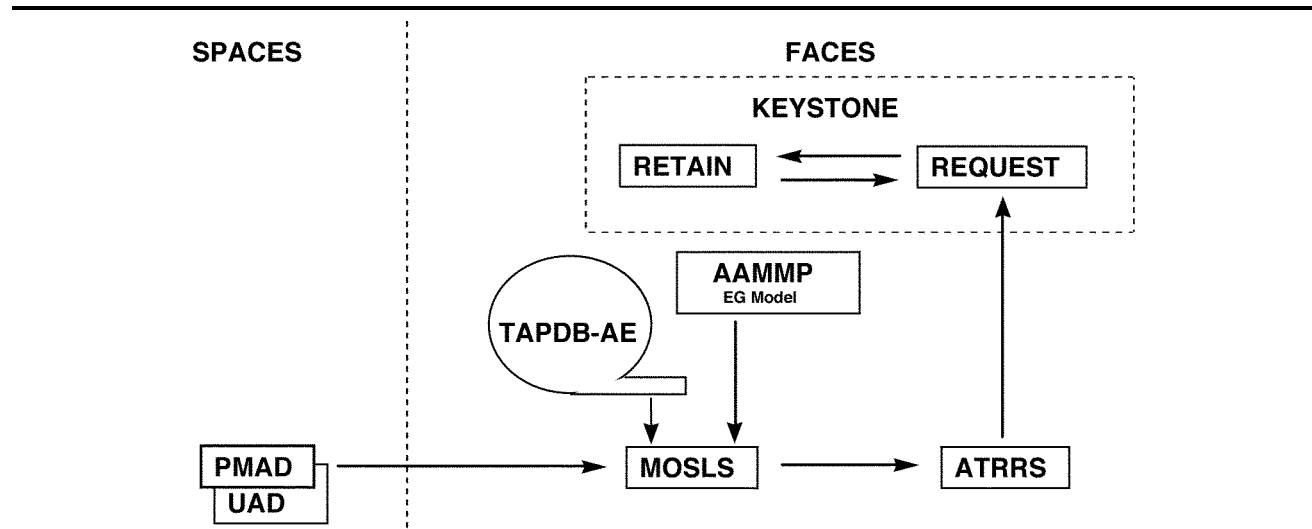 SPACES
FACES
KEYSTONE
RETAIN
REQUEST
AAMMP
EG Model
TAPDB-AE
PMAD
MOSLS
ATRRS
UAD